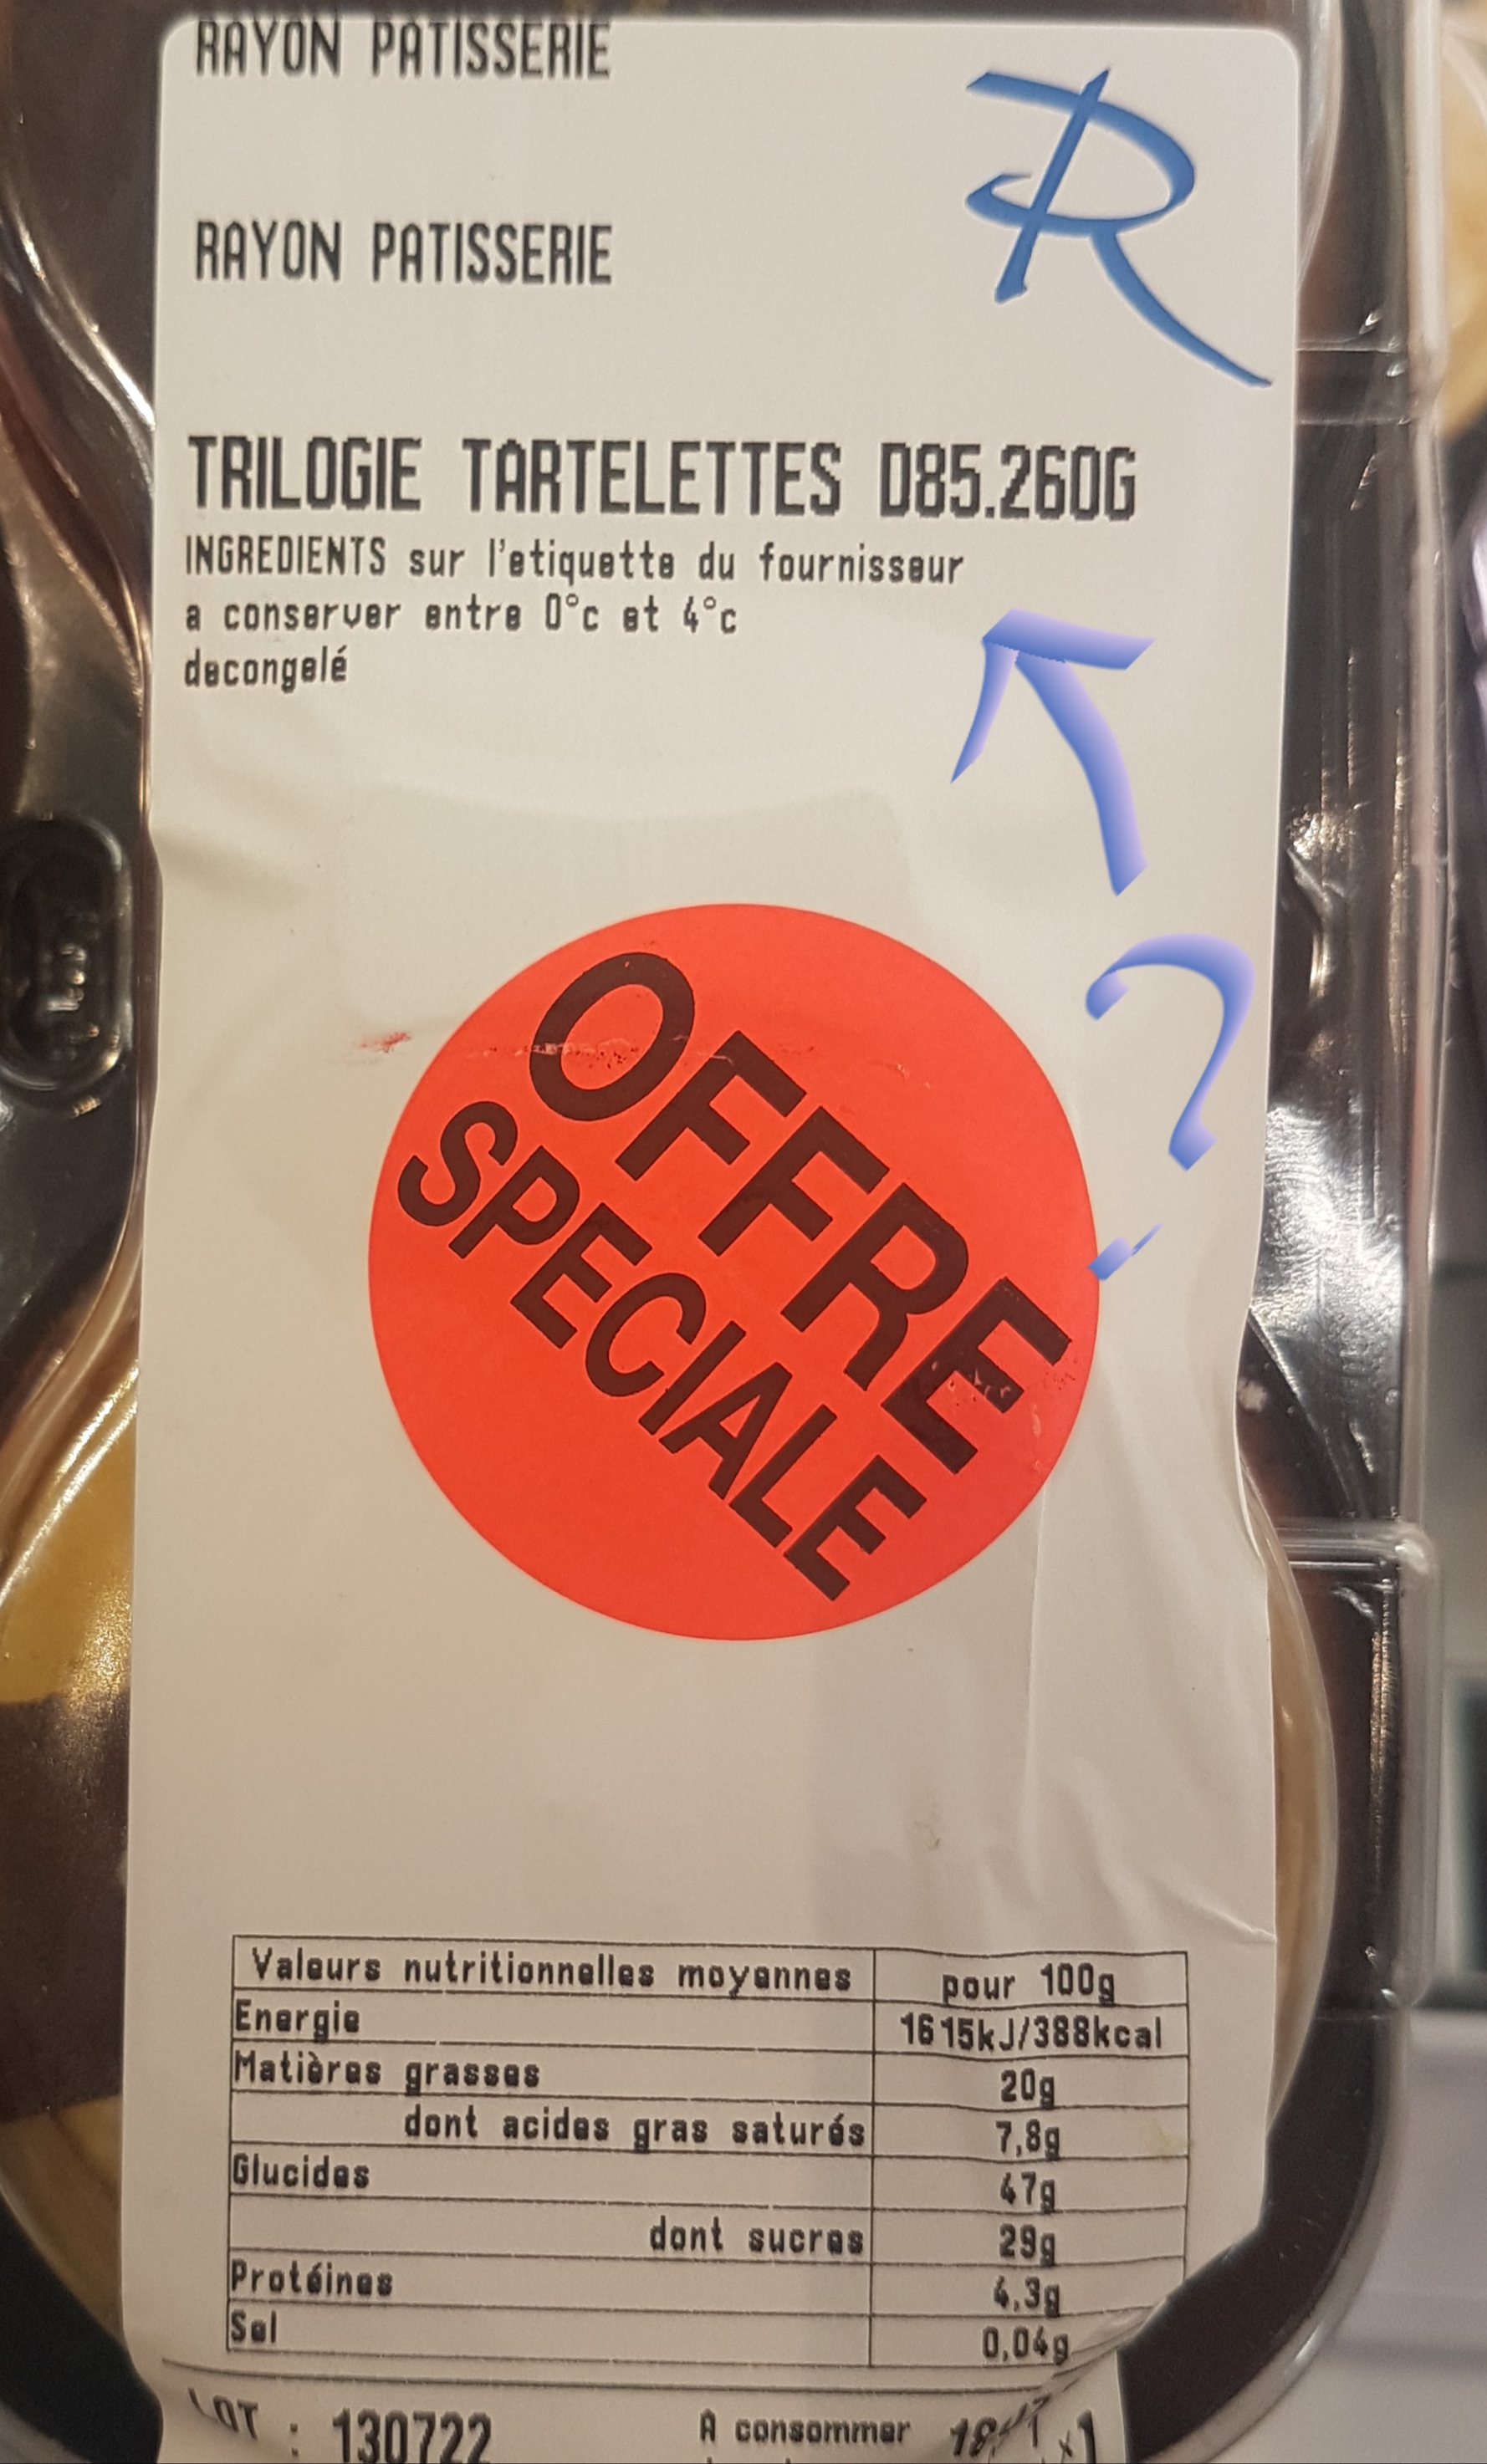 RAYON PATISSERIE
R
RAYON PATISSERIE
TRILOGIE TARTELETTES D85.260G
INGREDIENTS sur l'etiquette du fournisseur
a conserver entre 0°c et 4°c
decongelé
?
OFFRE
SPECIALE
Valeurs nutritionnelles moyennes pour 100g
Energie 1615kJ/388kcal
Matières grasses 20g
dont acides gras saturés 7,8g
Glucides 47g
dont sucres 29g
Protéines 4,3g
Sel 0,04g
LOT : 130722 A consommer